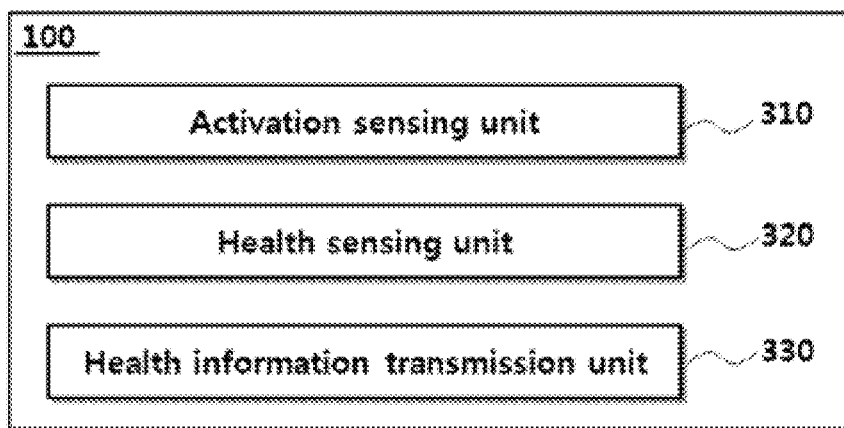 100
Activation sensing unit 310
Health sensing unit 320
Health information transmission unit 330